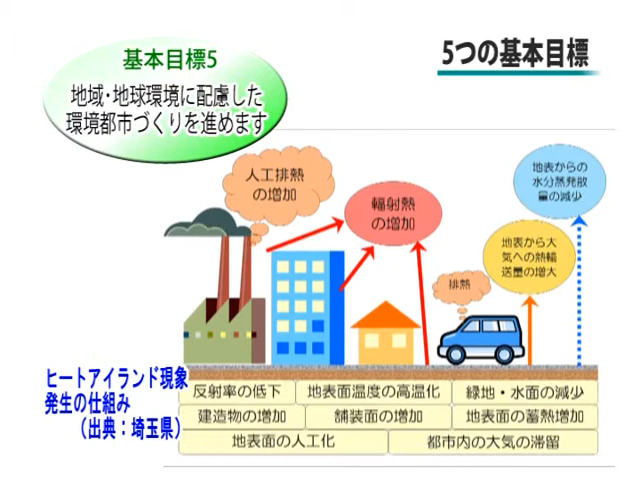 5つの基本目標
基本目標5
地域・地球環境に配慮した
環境都市づくりを進めます
人工排熱
の増加
輻射熱
の増加
地表からの
水分蒸発散
量の減少
地表から大
気への熱輸
送量の増大
排熱
ヒートアイランド現象
発生の仕組み
（出典：埼玉県）
反射率の低下
地表面温度の高温化
緑地・水面の減少
建造物の増加
舗装面の増加
地表面の蓄熱増加
地表面の人工化
都市内の大気の滞留